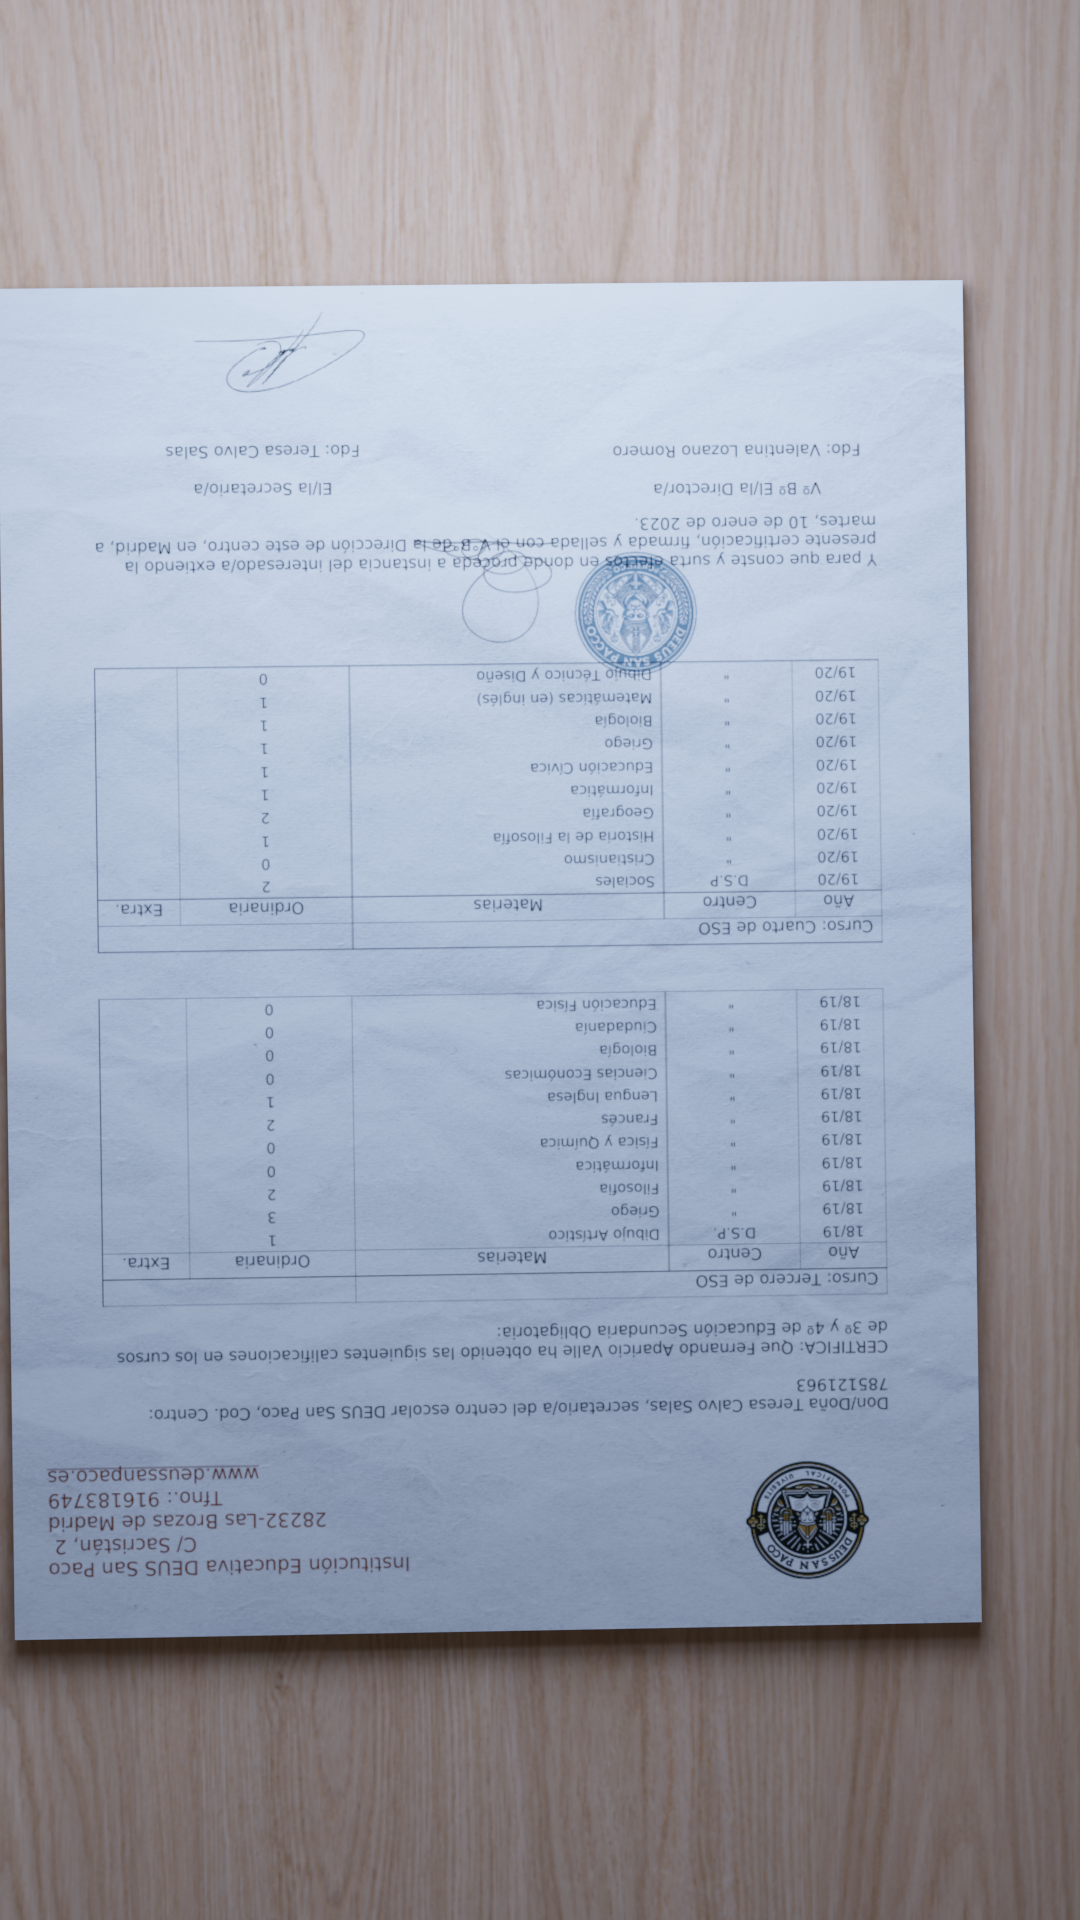 DEUS SAN PACO
Institución Educativa DEUS San Paco
C/ Sacristán, 2
28232-Las Brozas de Madrid
Tfno.: 916183749
www.deussanpaco.es
Don/Doña Teresa Calvo Salas, secretario/a del centro escolar DEUS San Paco, Cod. Centro:
785121963
CERTIFICA: Que Fernando Aparicio Valle ha obtenido las siguientes calificaciones en los cursos
de 3º y 4º de Educación Secundaria Obligatoria:
Curso: Tercero de ESO
Año Centro Materias Ordinaria Extra.
18/19 D.S.P. Dibujo Artístico 1
18/19 " Griego 3
18/19 " Filosofía 2
18/19 " Informática 0
18/19 " Física y Química 0
18/19 " Francés 2
18/19 " Lengua Inglesa 1
18/19 " Ciencias Económicas 0
18/19 " Biología 0
18/19 " Ciudadanía 0
18/19 " Educación Física 0
Curso: Cuarto de ESO
Año Centro Materias Ordinaria Extra.
19/20 D.S.P Sociales 2
19/20 " Cristianismo 0
19/20 " Historia de la Filosofía 1
19/20 " Geografía 2
19/20 " Informática 1
19/20 " Educación Cívica 1
19/20 " Griego 1
19/20 " Biología 1
19/20 " Matemáticas (en inglés) 1
19/20 " Dibujo Técnico y Diseño 0
DEUS SAN PACCO
Y para que conste y surta efectos en donde proceda a instancia del interesado/a extiendo la
presente certificación, firmada y sellada con el VºBº de la Dirección de este centro, en Madrid, a
martes, 10 de enero de 2023.
Vº Bº El/la Director/a El/la Secretario/a
Fdo: Valentina Lozano Romero Fdo: Teresa Calvo Salas